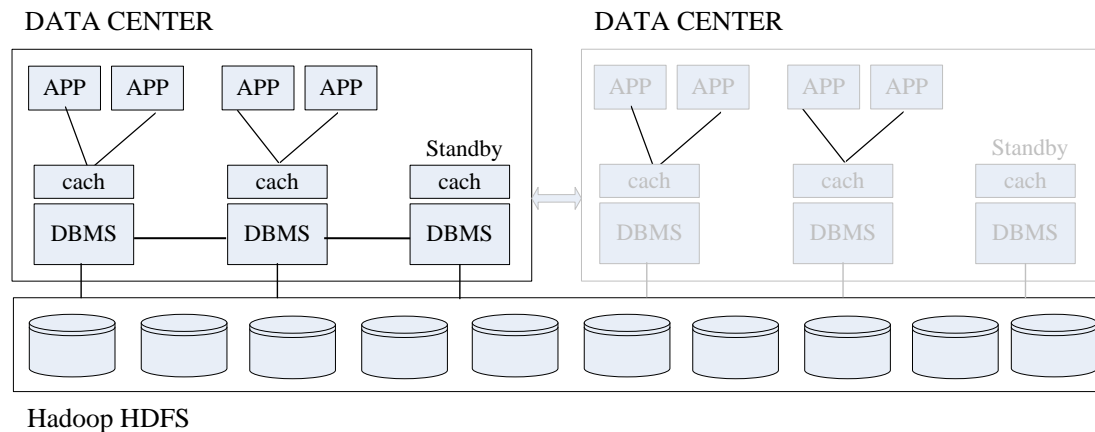 DATA CENTER DATA CENTER
APP APP APP APP APP APP APP APP
Standby Standby
cach cach cach cach cach cach
DBMS DBMS DBMS DBMS DBMS DBMS
Hadoop HDFS